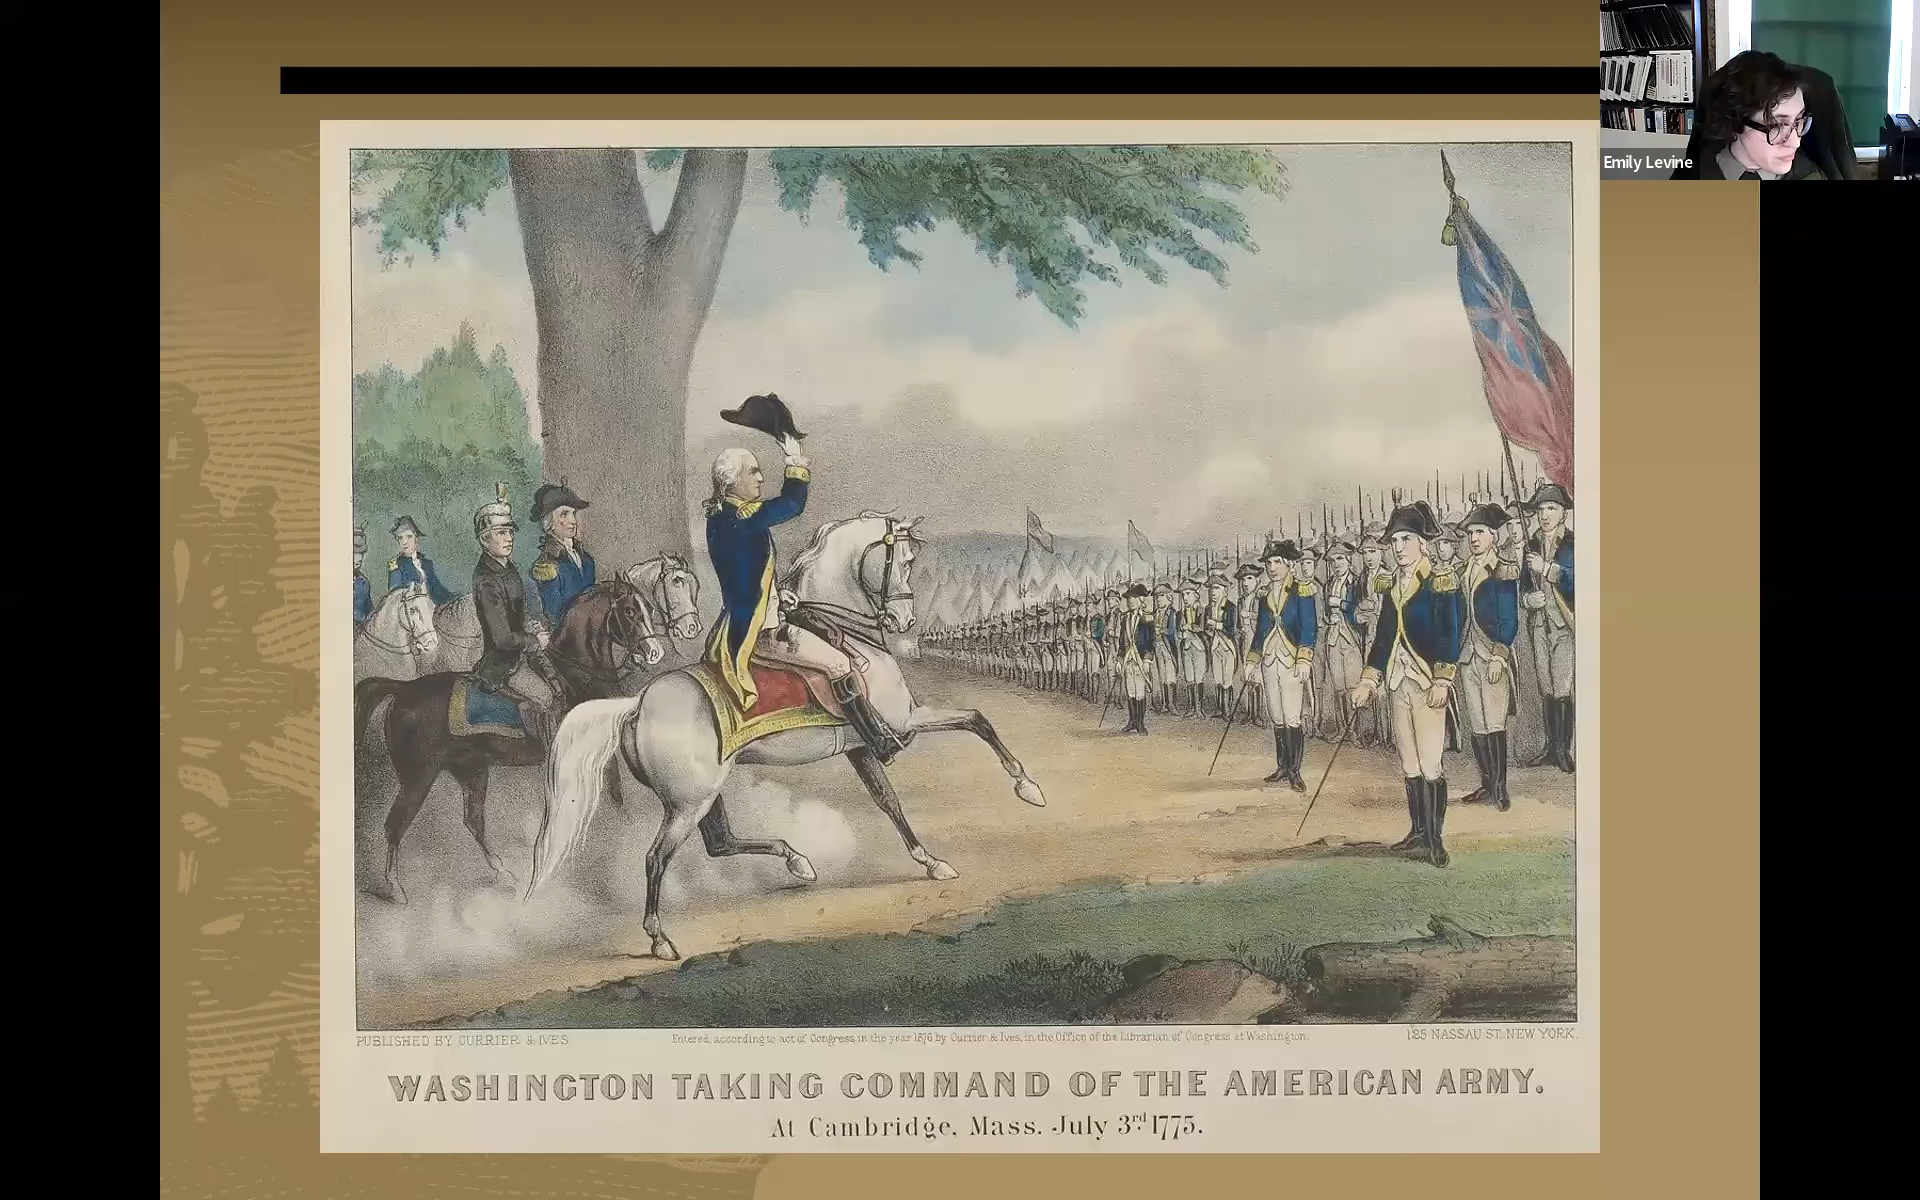 Emily Levine
PUBLISHED BY CURRIER & IVES
Entered, according to act of Congress in the year 1876 by Currier & Ives, in the Office of the Librarian of Congress at Washington.
125 NASSAU ST. NEW YORK.
WASHINGTON TAKING COMMAND OF THE AMERICAN ARMY.
At Cambridge, Mass. July 3rd 1775.